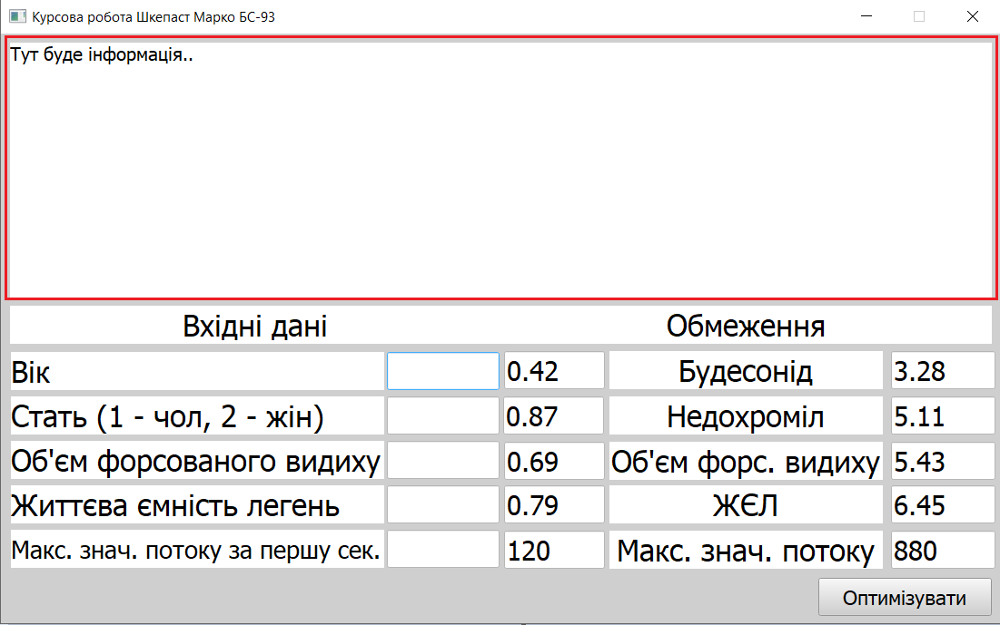 Курсова робота Шкепаст Марко БС-93
Тут буде інформація..
Вхідні дані Обмеження
Вік 0.42 Будесонід 3.28
Стать (1 - чол, 2 - жін) 0.87 Недохроміл 5.11
Об'єм форсованого видиху 0.69 Об'єм форс. видиху 5.43
Життєва ємність легень 0.79 ЖЄЛ 6.45
Макс. знач. потоку за першу сек. 120 Макс. знач. потоку 880
Оптимізувати